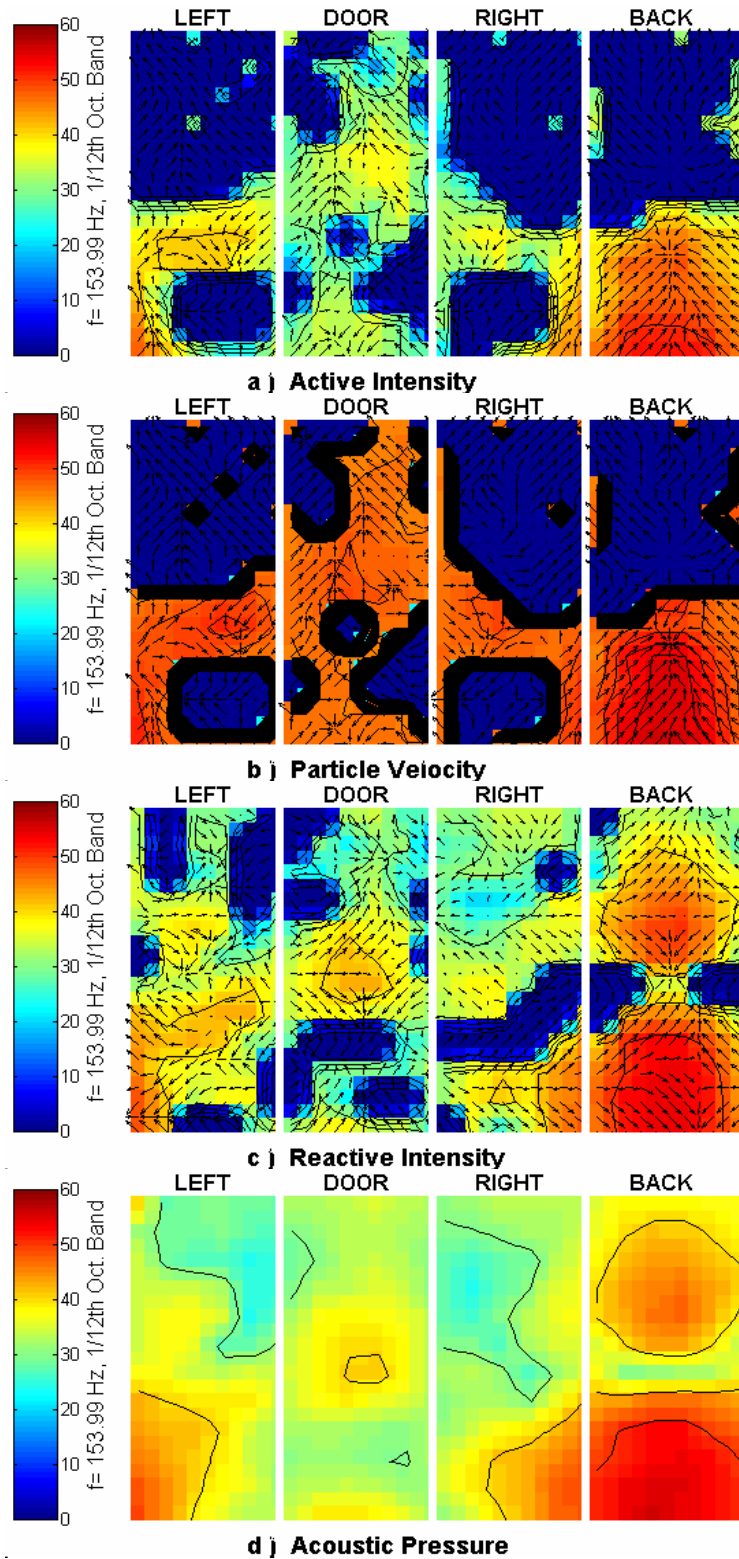 LEFT DOOR RIGHT BACK
60
50
40
30
20
10
0
f= 153.99 Hz, 1/12th Oct. Band
a ) Active Intensity
LEFT DOOR RIGHT BACK
60
50
40
30
20
10
0
f= 153.99 Hz, 1/12th Oct. Band
b ) Particle Velocity
LEFT DOOR RIGHT BACK
60
50
40
30
20
10
0
f= 153.99 Hz, 1/12th Oct. Band
c ) Reactive Intensity
LEFT DOOR RIGHT BACK
60
50
40
30
20
10
0
f= 153.99 Hz, 1/12th Oct. Band
d ) Acoustic Pressure